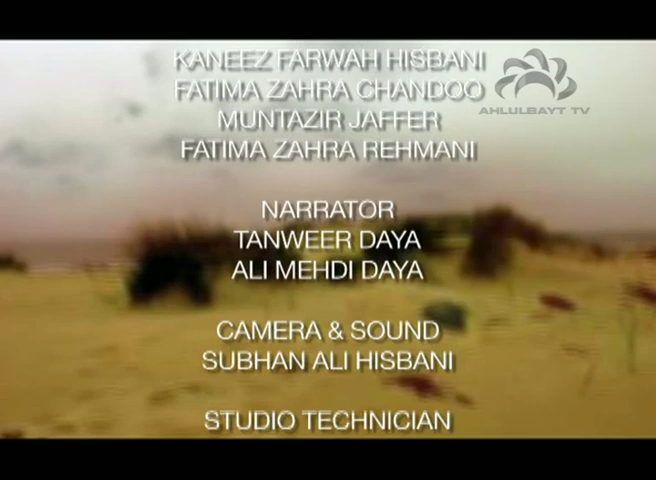 KANEEZ FARWAH HISBANI
FATIMA ZAHRA CHANDOO
MUNTAZIR JAFFER
FATIMA ZAHRA REHMANI
AHLULBAYT TV
NARRATOR
TANWEER DAYA
ALI MEHDI DAYA
CAMERA & SOUND
SUBHAN ALI HISBANI
STUDIO TECHNICIAN